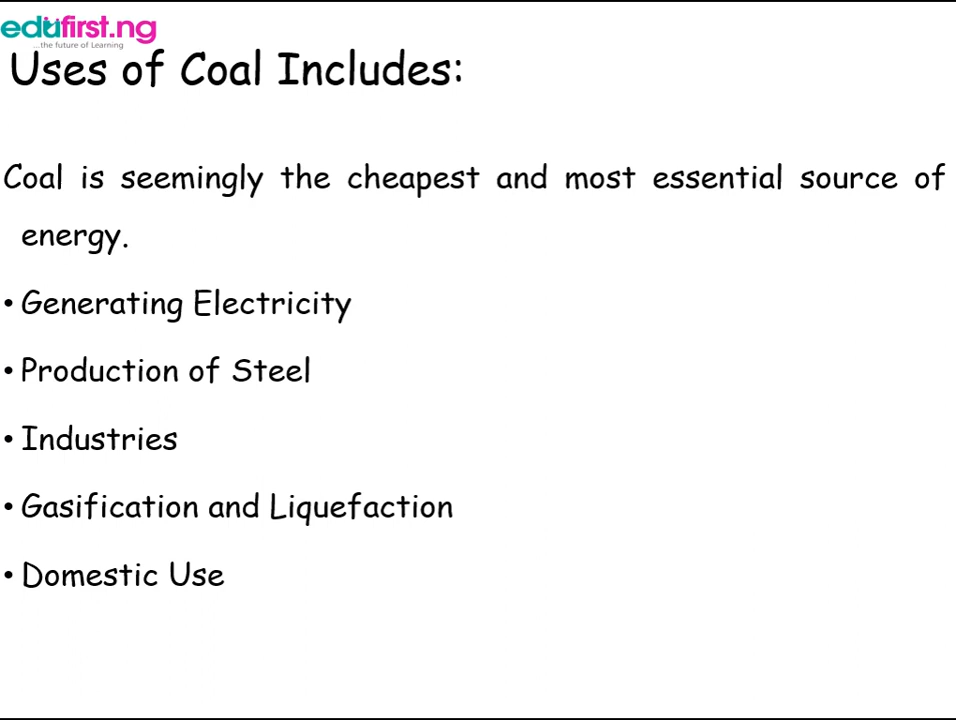 edufirst.ng
...the future of Learning
Uses of Coal Includes:
Coal is seemingly the cheapest and most essential source of
energy.
• Generating Electricity
• Production of Steel
• Industries
• Gasification and Liquefaction
• Domestic Use